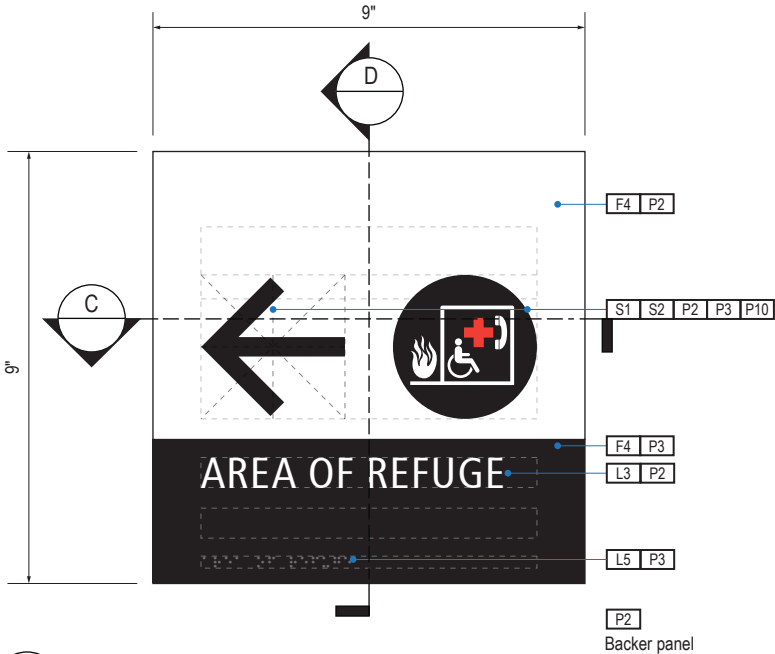 9"
D
F4 P2
C
S1 S2 P2 P3 P10
9"
F4 P3
AREA OF REFUGE
L3 P2
L5 P3
P2
Backer panel